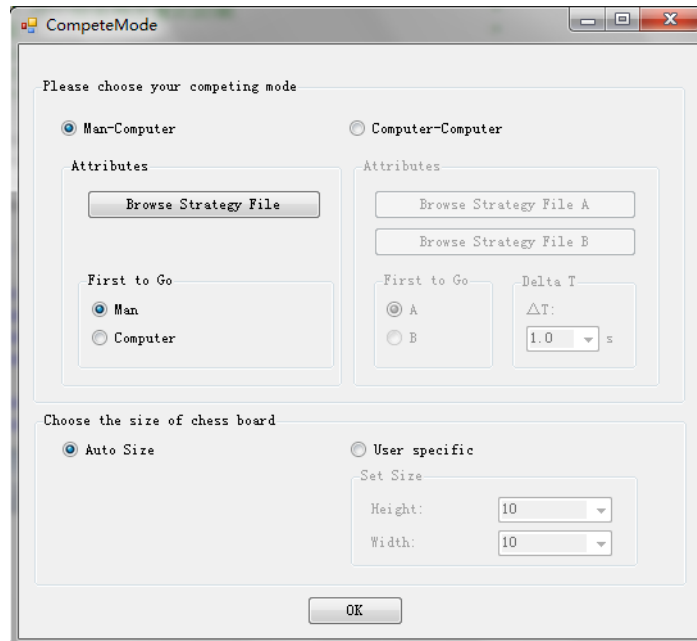 CompeteMode
Please choose your competing mode
Man-Computer
Computer-Computer
Attributes
Browse Strategy File
First to Go
Man
Computer
Attributes
Browse Strategy File A
Browse Strategy File B
First to Go
A
B
Delta T
△T:
1.0 s
Choose the size of chess board
Auto Size
User specific
Set Size
Height: 10
Width: 10
OK